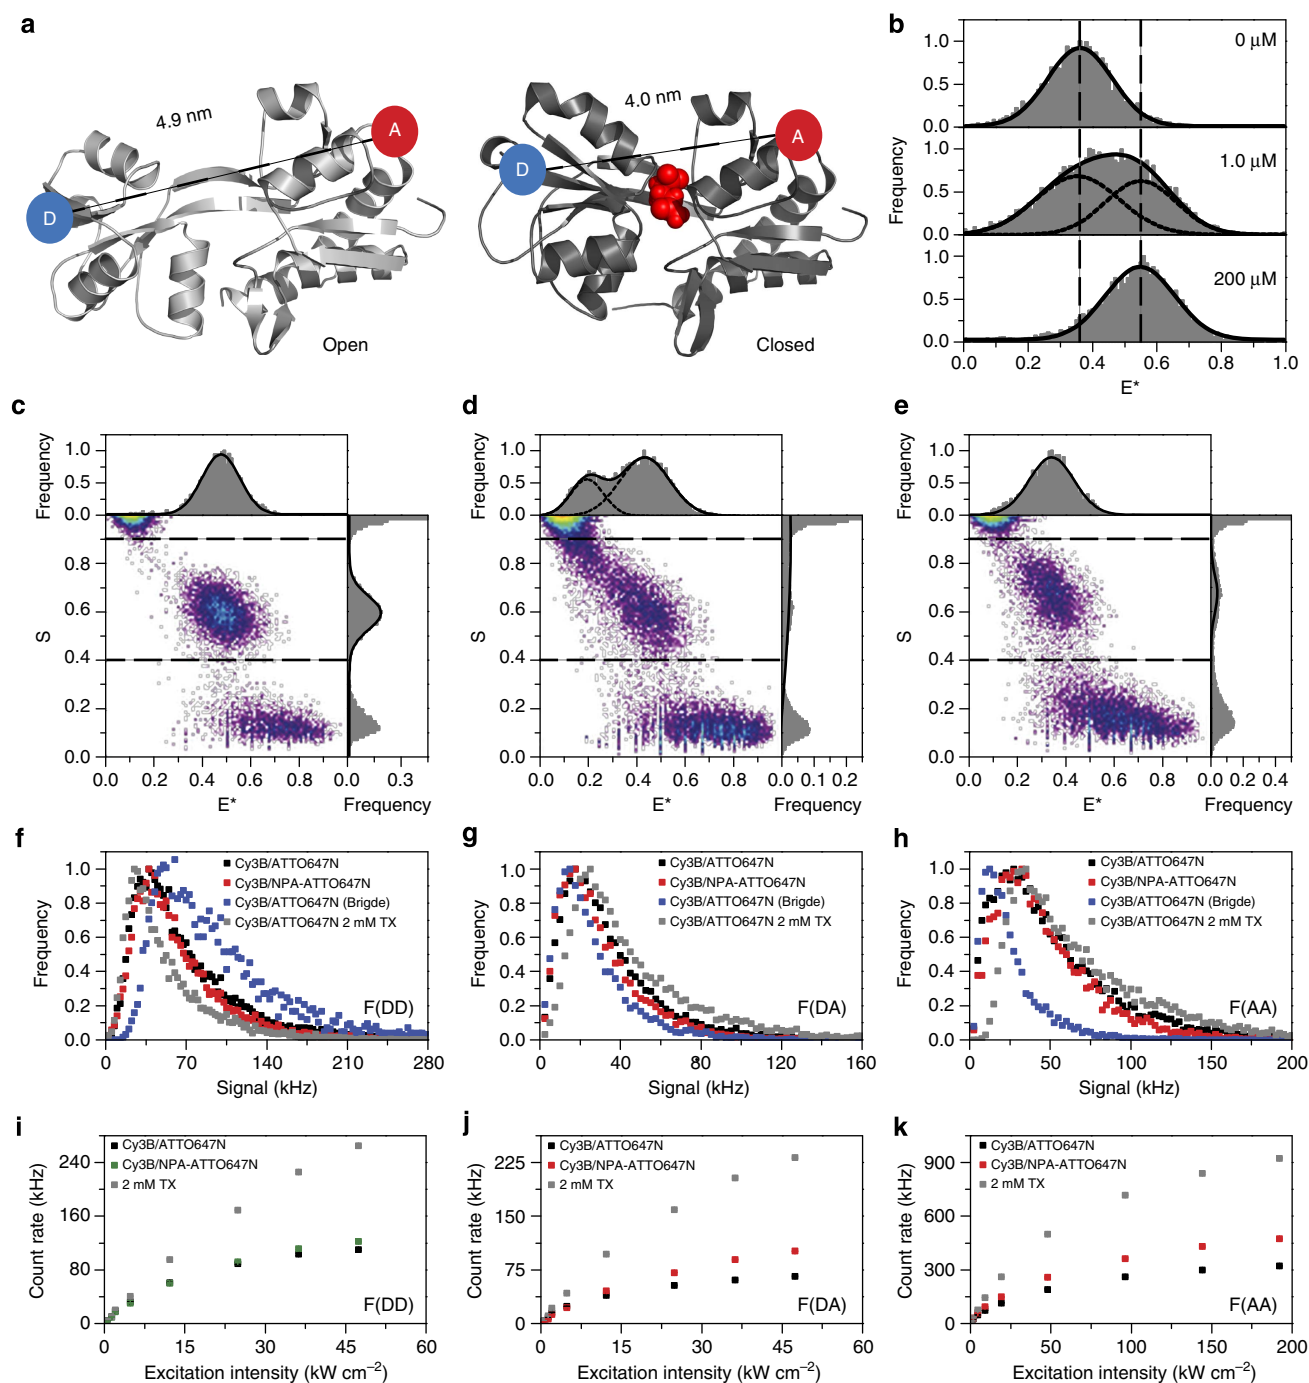 a
4.9 nm
A
D
Open
4.0 nm
A
D
Closed
b
0 μM
1.0 μM
200 μM
1.0
0.5
0.0
1.0
0.5
0.0
1.0
0.5
0.0
Frequency
0.0 0.2 0.4 0.6 0.8 1.0
E*
c
Frequency
1.0
0.5
0.0
S
0.8
0.6
0.4
0.2
0.0
0.0 0.2 0.4 0.6 0.8 0.0 0.3
E* Frequency
d
Frequency
1.0
0.5
0.0
0.8
0.6
0.4
0.2
0.0
0.0 0.2 0.4 0.6 0.8 0.0 0.1 0.2
E* Frequency
e
Frequency
1.0
0.5
0.0
S
0.8
0.6
0.4
0.2
0.0
0.0 0.2 0.4 0.6 0.8 0.0 0.2 0.4
E* Frequency
f
Cy3B/ATTO647N
Cy3B/NPA-ATTO647N
Cy3B/ATTO647N (Brigde)
Cy3B/ATTO647N 2 mM TX
F(DD)
Frequency
1.0
0.8
0.6
0.4
0.2
0.0
0 70 140 210 280
Signal (kHz)
g
Cy3B/ATTO647N
Cy3B/NPA-ATTO647N
Cy3B/ATTO647N (Brigde)
Cy3B/ATTO647N 2 mM TX
F(DA)
Frequency
1.0
0.8
0.6
0.4
0.2
0.0
0 40 80 120 160
Signal (kHz)
h
Cy3B/ATTO647N
Cy3B/NPA-ATTO647N
Cy3B/ATTO647N (Brigde)
Cy3B/ATTO647N 2 mM TX
F(AA)
Frequency
1.0
0.8
0.6
0.4
0.2
0.0
0 50 100 150 200
Signal (kHz)
i
Cy3B/ATTO647N
Cy3B/NPA-ATTO647N
2 mM TX
F(DD)
Count rate (kHz)
240
160
80
0
0 15 30 45 60
Excitation intensity (kW cm⁻²)
j
Cy3B/ATTO647N
Cy3B/NPA-ATTO647N
2 mM TX
F(DA)
Count rate (kHz)
225
150
75
0
0 15 30 45 60
Excitation intensity (kW cm⁻²)
k
Cy3B/ATTO647N
Cy3B/NPA-ATTO647N
2 mM TX
F(AA)
Count rate (kHz)
900
600
300
0
0 50 100 150 200
Excitation intensity (kW cm⁻²)